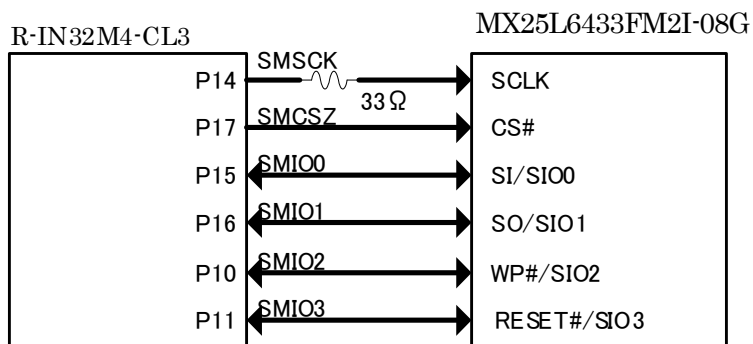 R-IN32M4-CL3
MX25L6433FM2I-08G
P14 SMSCK 33Ω SCLK
P17 SMCSZ CS#
P15 SMIO0 SI/SIO0
P16 SMIO1 SO/SIO1
P10 SMIO2 WP#/SIO2
P11 SMIO3 RESET#/SIO3